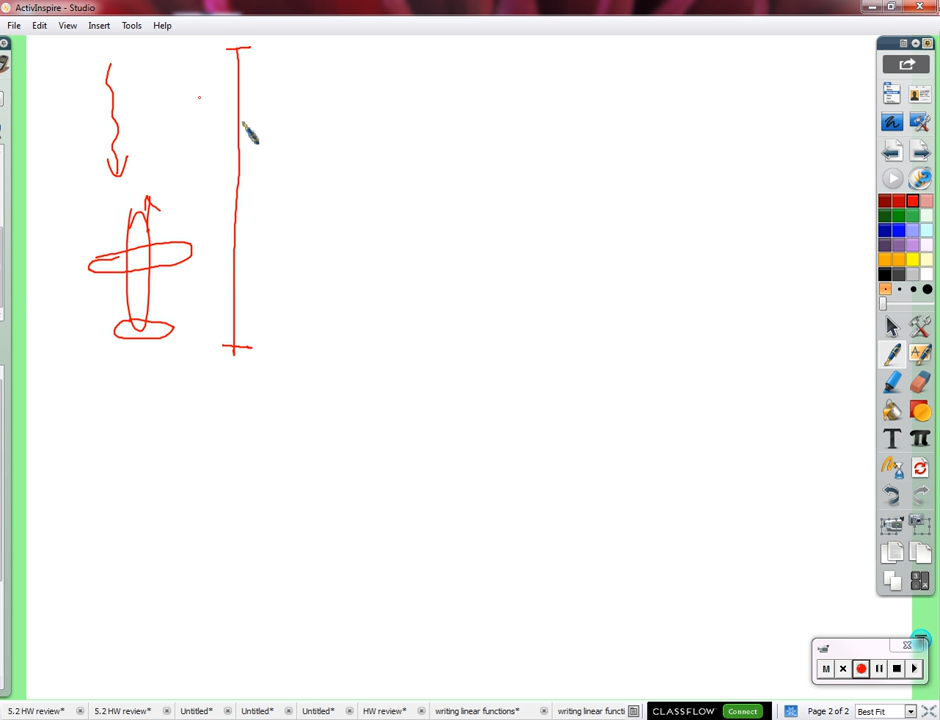 ActivInspire - Studio
File Edit View Insert Tools Help
M
T
5.2 HW review* 5.2 HW review* Untitled* Untitled* Untitled* HW review* writing linear functions* writing linear functi CLASSFLOW Connect Page 2 of 2 Best Fit